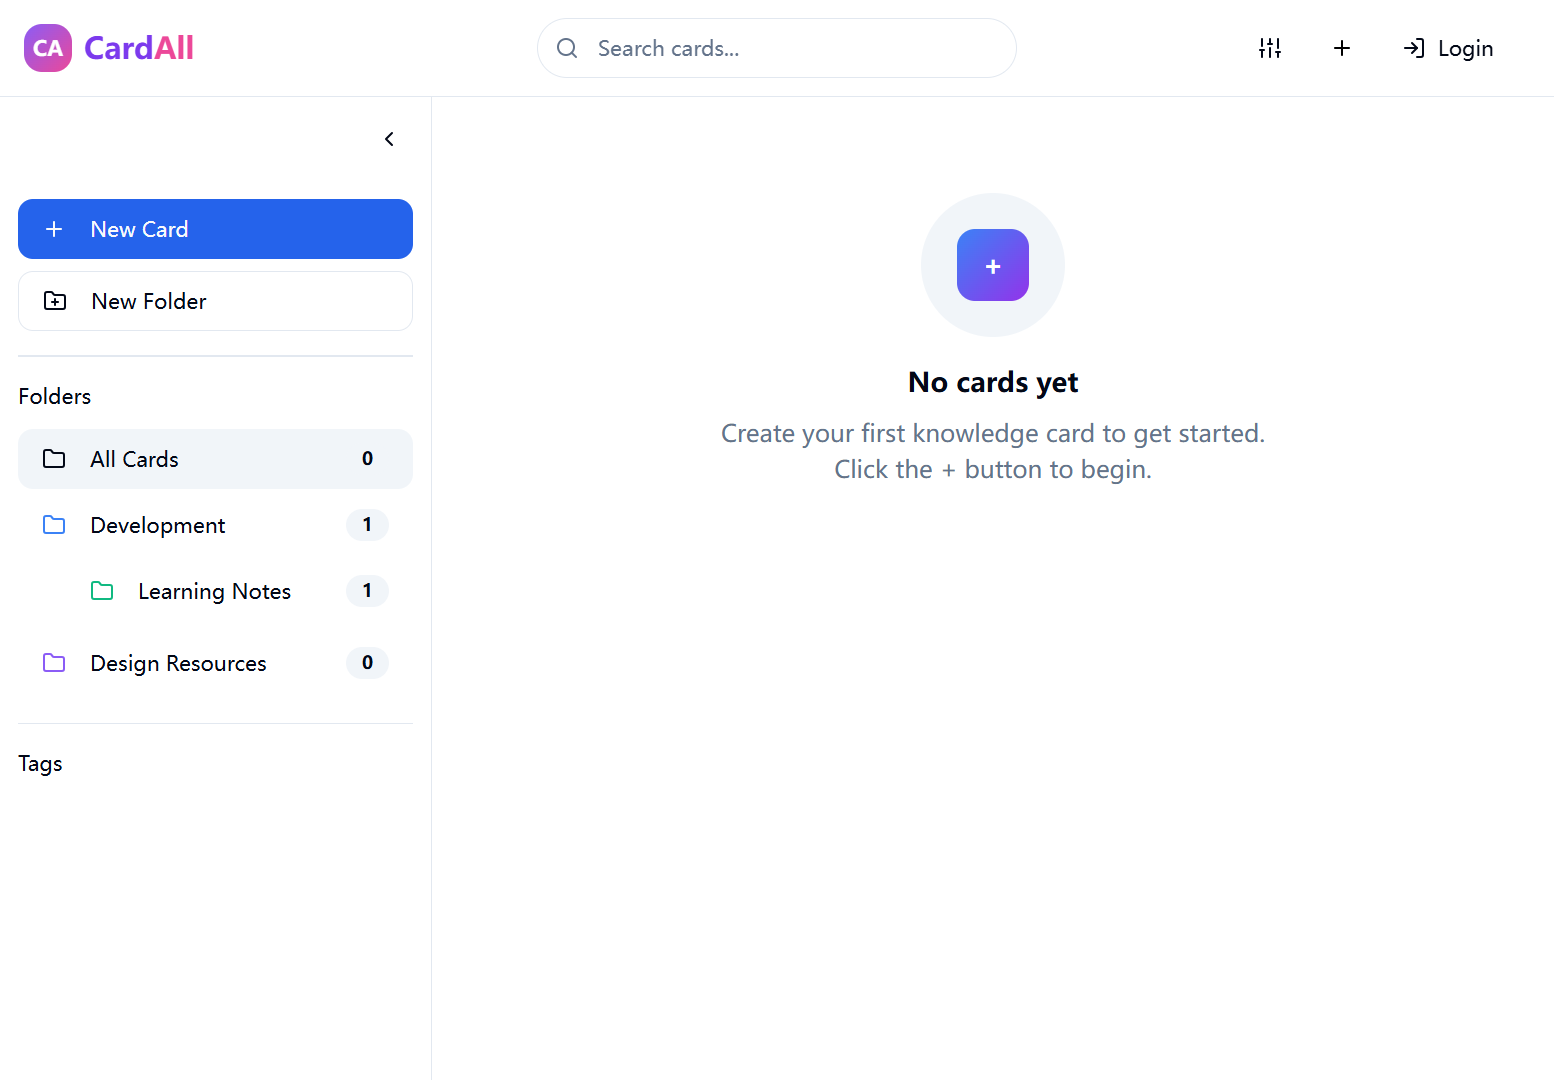 CA CardAll
Search cards...
Login
New Card
New Folder
Folders
All Cards 0
Development 1
Learning Notes 1
Design Resources 0
Tags
+
No cards yet
Create your first knowledge card to get started.
Click the + button to begin.